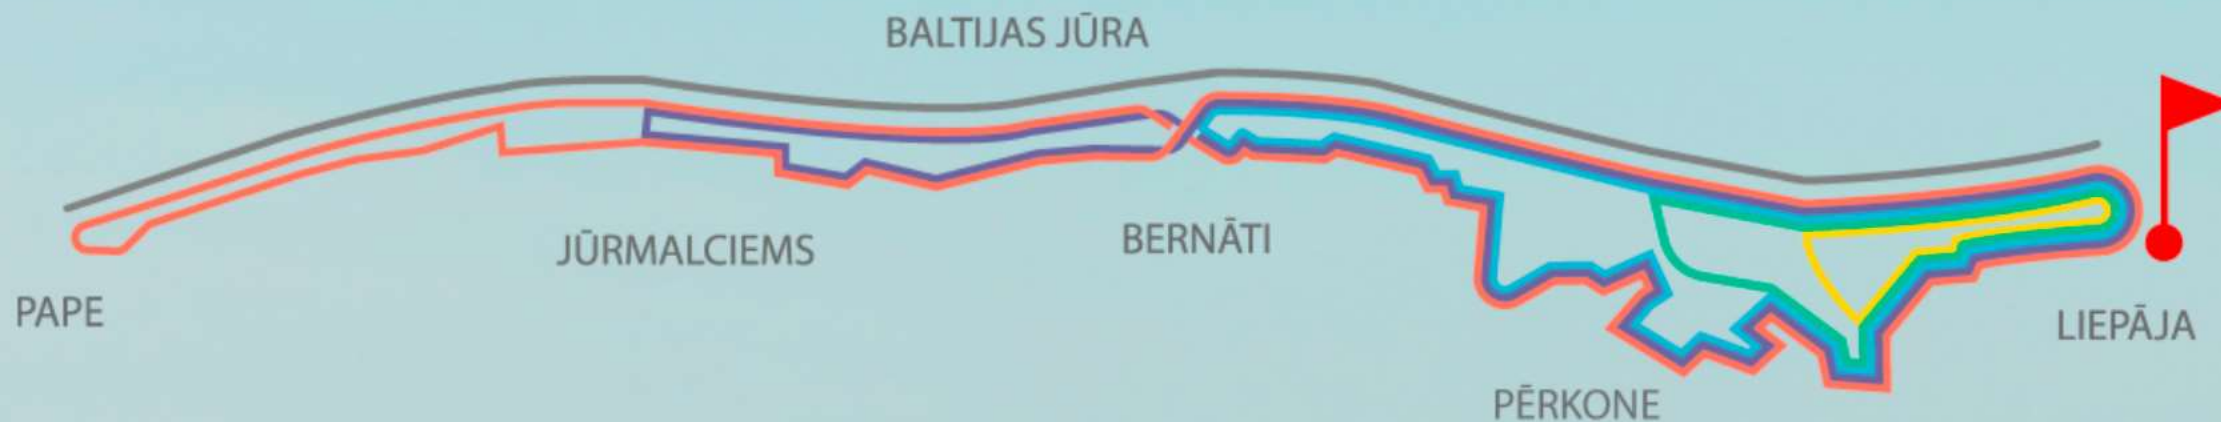 BALTIJAS JŪRA
JŪRMALCIEMS
BERNĀTI
PAPE
LIEPĀJA
PĒRKONE